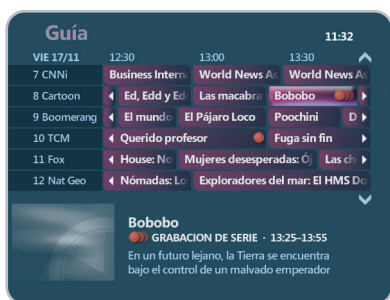 Guía 11:32
VIE 17/11 12:30 13:00 13:30
7 CNNi Business Intern World News As World News As
8 Cartoon Ed, Edd y Ed Las macabra Bobobo
9 Boomerang El mundo El Pájaro Loco Poochini D
10 TCM Querido profesor Fuga sin fin
11 Fox House: No Mujeres desesperadas: Ó Las ch
12 Nat Geo Nómadas: Lo Exploradores del mar: El HMS Do
Bobobo
GRABACION DE SERIE · 13:25–13:55
En un futuro lejano, la Tierra se encuentra
bajo el control de un malvado emperador